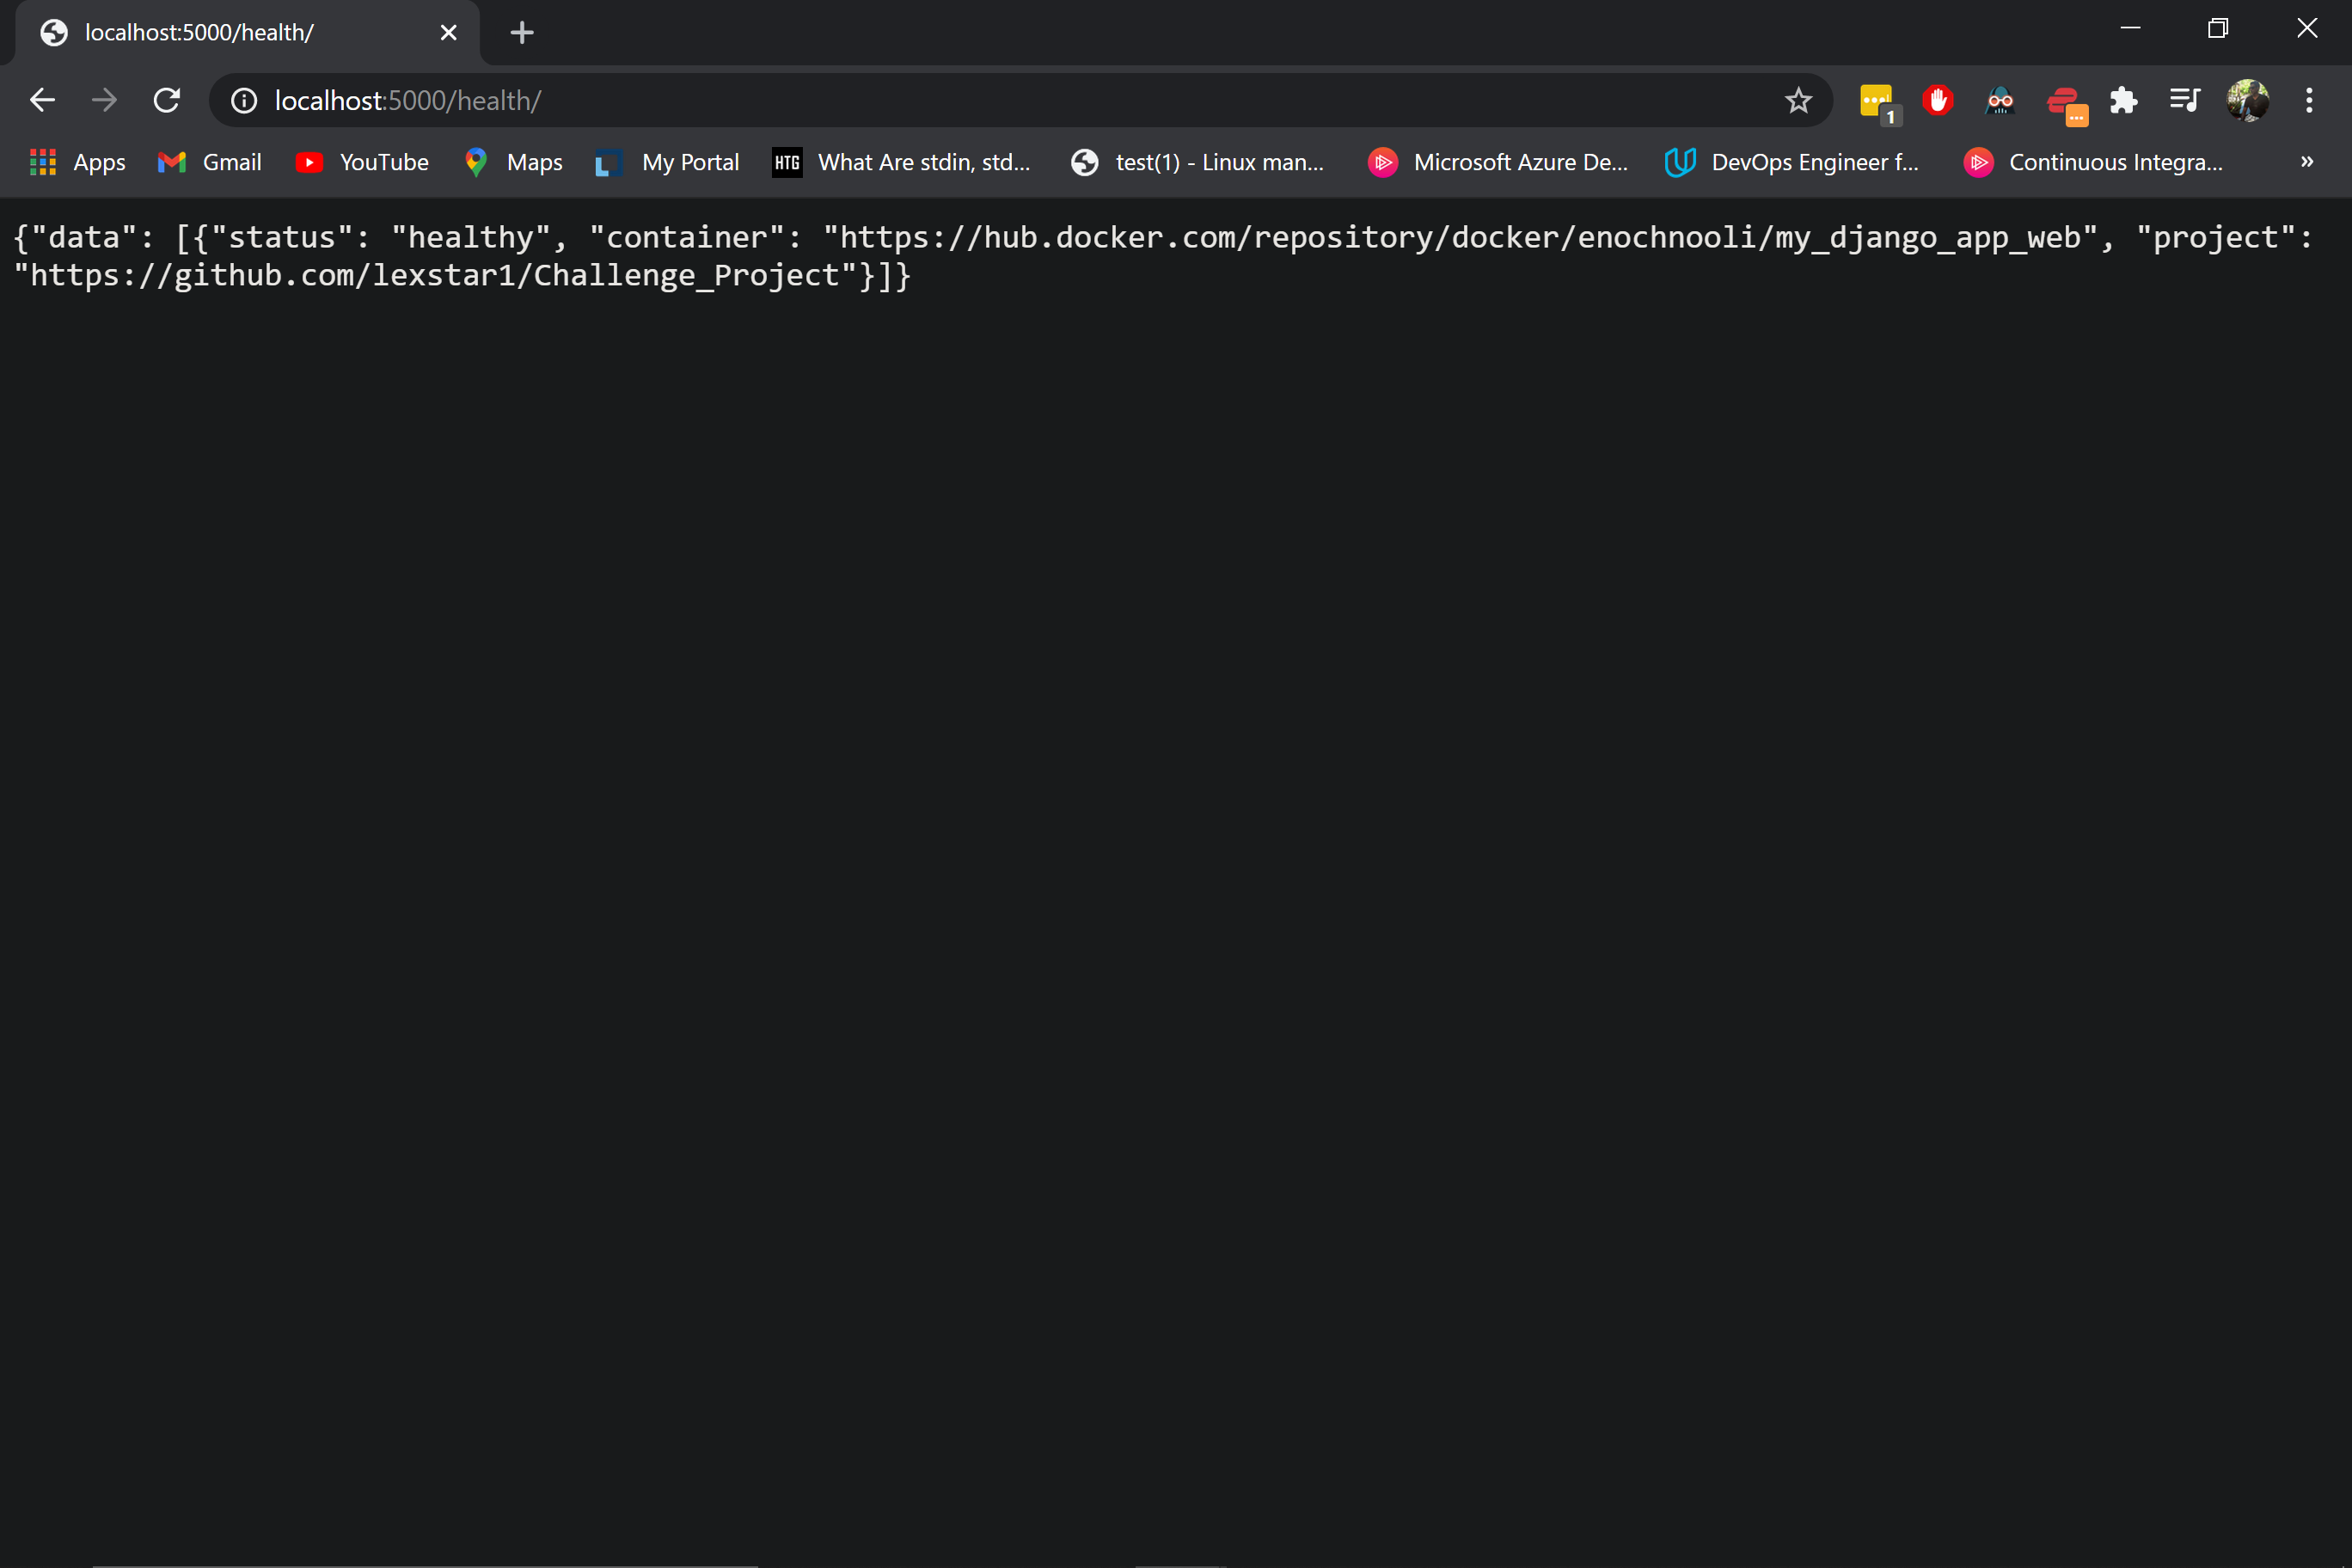 localhost:5000/health/
localhost:5000/health/
1
Apps Gmail YouTube Maps My Portal HTG What Are stdin, std... test(1) - Linux man... Microsoft Azure De... DevOps Engineer f... Continuous Integra... »
{"data": [{"status": "healthy", "container": "https://hub.docker.com/repository/docker/enochnooli/my_django_app_web", "project":
"https://github.com/lexstar1/Challenge_Project"}]}